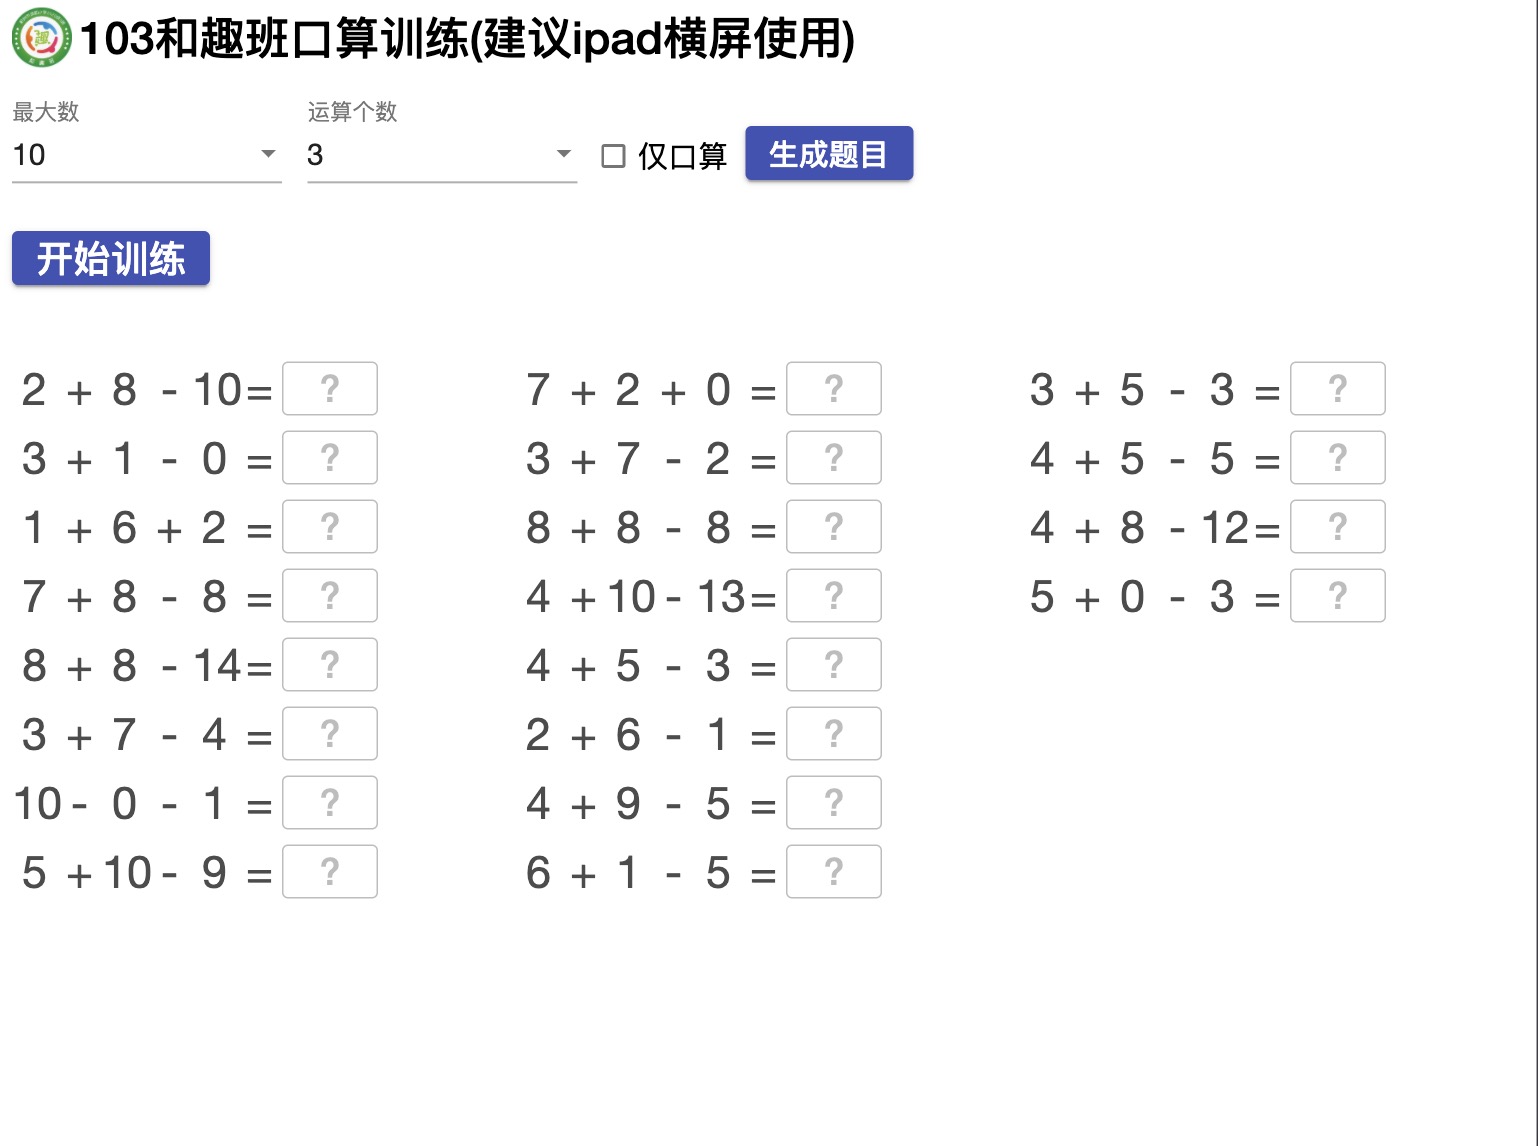 103和趣班口算训练(建议ipad横屏使用)
最大数 运算个数
10 3 仅口算 生成题目
开始训练
2 + 8 - 10= ? 7 + 2 + 0 = ? 3 + 5 - 3 = ?
3 + 1 - 0 = ? 3 + 7 - 2 = ? 4 + 5 - 5 = ?
1 + 6 + 2 = ? 8 + 8 - 8 = ? 4 + 8 - 12= ?
7 + 8 - 8 = ? 4 +10- 13= ? 5 + 0 - 3 = ?
8 + 8 - 14= ? 4 + 5 - 3 = ?
3 + 7 - 4 = ? 2 + 6 - 1 = ?
10- 0 - 1 = ? 4 + 9 - 5 = ?
5 +10- 9 = ? 6 + 1 - 5 = ?